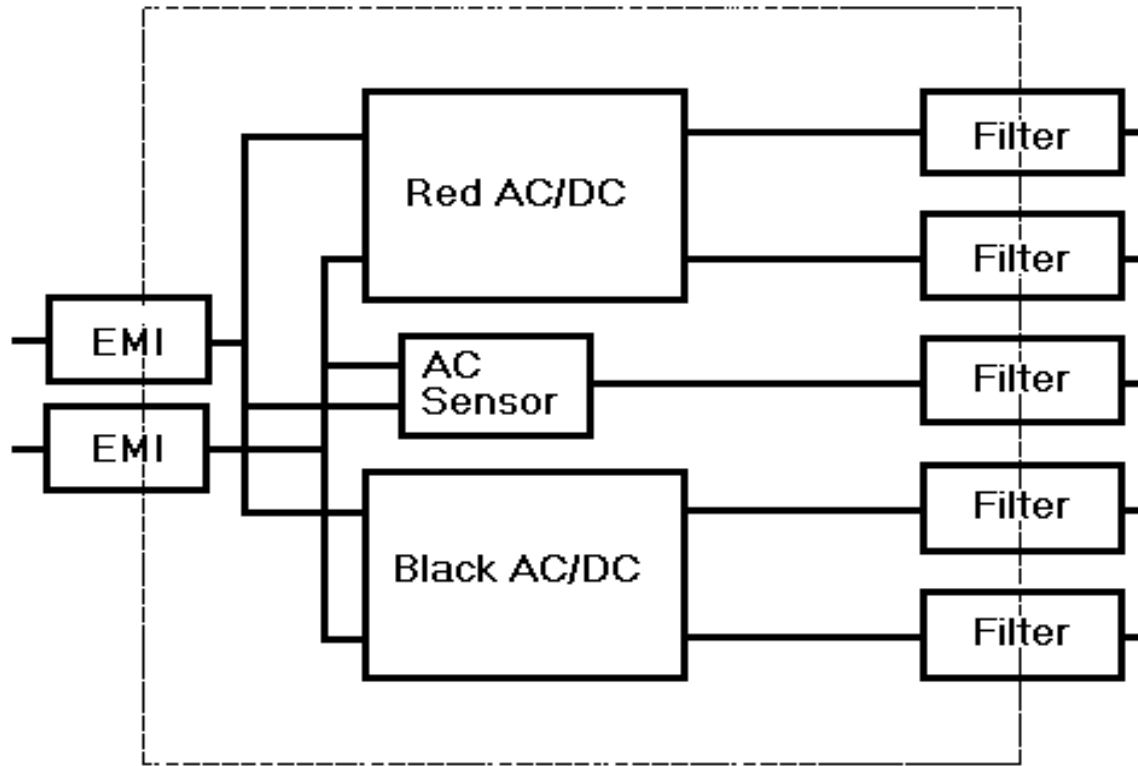 Filter
Red AC/DC
Filter
EMI
AC
Sensor
Filter
EMI
Filter
Black AC/DC
Filter